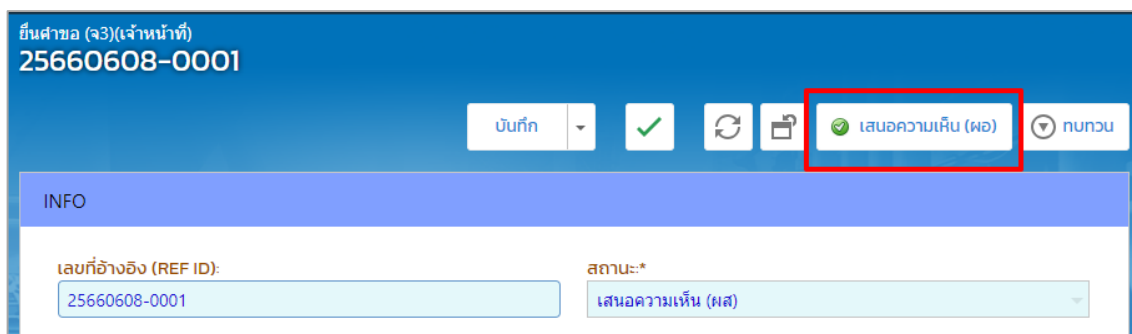 ยื่นคำขอ (จ3)(เจ้าหน้าที่)
25660608-0001
บันทึก
เสนอความเห็น (ผอ)
ทบทวน
INFO
เลขที่อ้างอิง (REF ID):
สถานะ:*
25660608-0001
เสนอความเห็น (ผส)